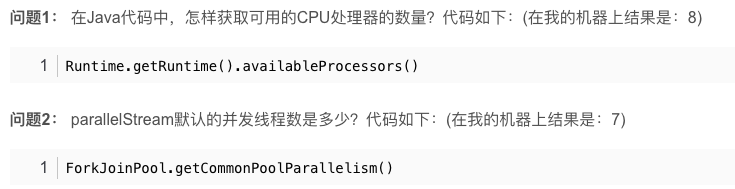 问题1： 在Java代码中，怎样获取可用的CPU处理器的数量？代码如下：(在我的机器上结果是：8)
1 Runtime.getRuntime().availableProcessors()
问题2： parallelStream默认的并发线程数是多少？代码如下：(在我的机器上结果是：7)
1 ForkJoinPool.getCommonPoolParallelism()